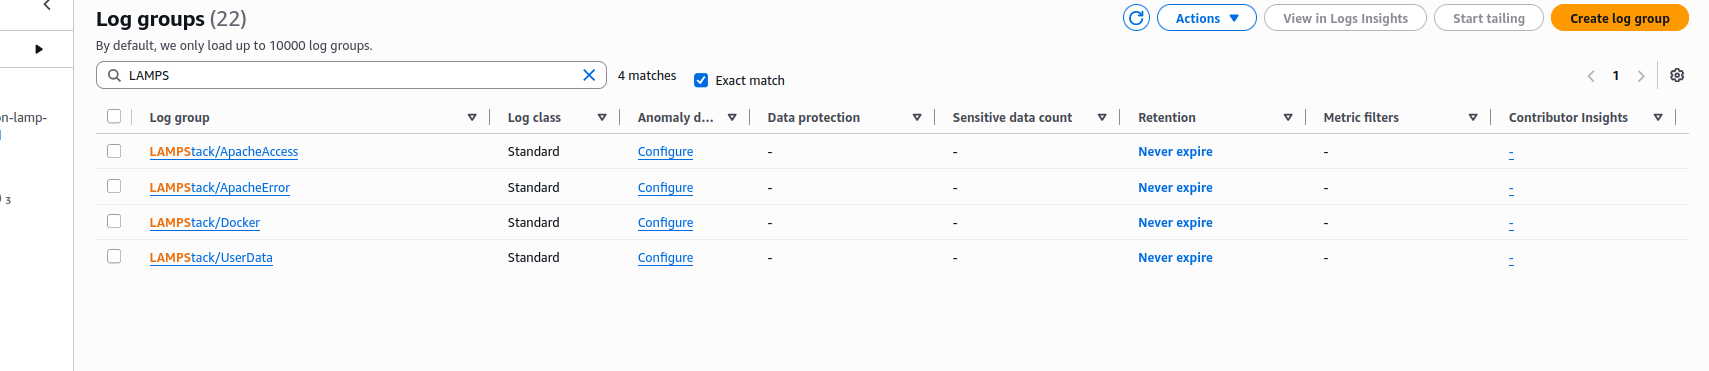 Log groups (22)
Actions
View in Logs Insights
Start tailing
Create log group
By default, we only load up to 10000 log groups.
LAMPS
4 matches
Exact match
1
Log group
Log class
Anomaly d...
Data protection
Sensitive data count
Retention
Metric filters
Contributor Insights
LAMPStack/ApacheAccess Standard Configure - - Never expire - -
LAMPStack/ApacheError Standard Configure - - Never expire - -
LAMPStack/Docker Standard Configure - - Never expire - -
LAMPStack/UserData Standard Configure - - Never expire - -
on-lamp-
3